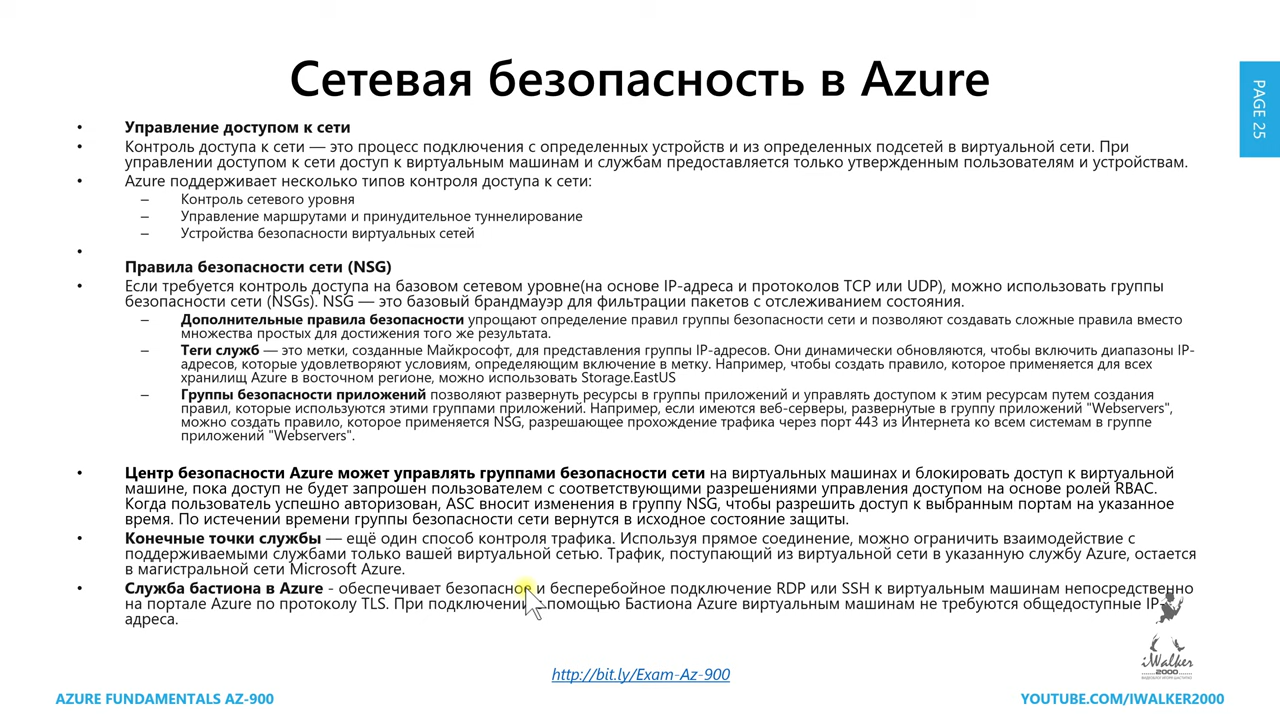 Сетевая безопасность в Azure
PAGE 25
• Управление доступом к сети
• Контроль доступа к сети — это процесс подключения с определенных устройств и из определенных подсетей в виртуальной сети. При
управлении доступом к сети доступ к виртуальным машинам и службам предоставляется только утвержденным пользователям и устройствам.
• Azure поддерживает несколько типов контроля доступа к сети:
– Контроль сетевого уровня
– Управление маршрутами и принудительное туннелирование
– Устройства безопасности виртуальных сетей
•
Правила безопасности сети (NSG)
• Если требуется контроль доступа на базовом сетевом уровне(на основе IP-адреса и протоколов TCP или UDP), можно использовать группы
безопасности сети (NSGs). NSG — это базовый брандмауэр для фильтрации пакетов с отслеживанием состояния.
– Дополнительные правила безопасности упрощают определение правил группы безопасности сети и позволяют создавать сложные правила вместо
множества простых для достижения того же результата.
– Теги служб — это метки, созданные Майкрософт, для представления группы IP-адресов. Они динамически обновляются, чтобы включить диапазоны IP-
адресов, которые удовлетворяют условиям, определяющим включение в метку. Например, чтобы создать правило, которое применяется для всех
хранилищ Azure в восточном регионе, можно использовать Storage.EastUS
– Группы безопасности приложений позволяют развернуть ресурсы в группы приложений и управлять доступом к этим ресурсам путем создания
правил, которые используются этими группами приложений. Например, если имеются веб-серверы, развернутые в группу приложений "Webservers",
можно создать правило, которое применяется NSG, разрешающее прохождение трафика через порт 443 из Интернета ко всем системам в группе
приложений "Webservers".
• Центр безопасности Azure может управлять группами безопасности сети на виртуальных машинах и блокировать доступ к виртуальной
машине, пока доступ не будет запрошен пользователем с соответствующими разрешениями управления доступом на основе ролей RBAC.
Когда пользователь успешно авторизован, ASC вносит изменения в группу NSG, чтобы разрешить доступ к выбранным портам на указанное
время. По истечении времени группы безопасности сети вернутся в исходное состояние защиты.
• Конечные точки службы — ещё один способ контроля трафика. Используя прямое соединение, можно ограничить взаимодействие с
поддерживаемыми службами только вашей виртуальной сетью. Трафик, поступающий из виртуальной сети в указанную службу Azure, остается
в магистральной сети Microsoft Azure.
• Служба бастиона в Azure - обеспечивает безопасное и бесперебойное подключение RDP или SSH к виртуальным машинам непосредственно
на портале Azure по протоколу TLS. При подключении помощью Бастиона Azure виртуальным машинам не требуются общедоступные IP-
адреса.
iWalker
2000
http://bit.ly/Exam-Az-900
AZURE FUNDAMENTALS AZ-900
YOUTUBE.COM/IWALKER2000